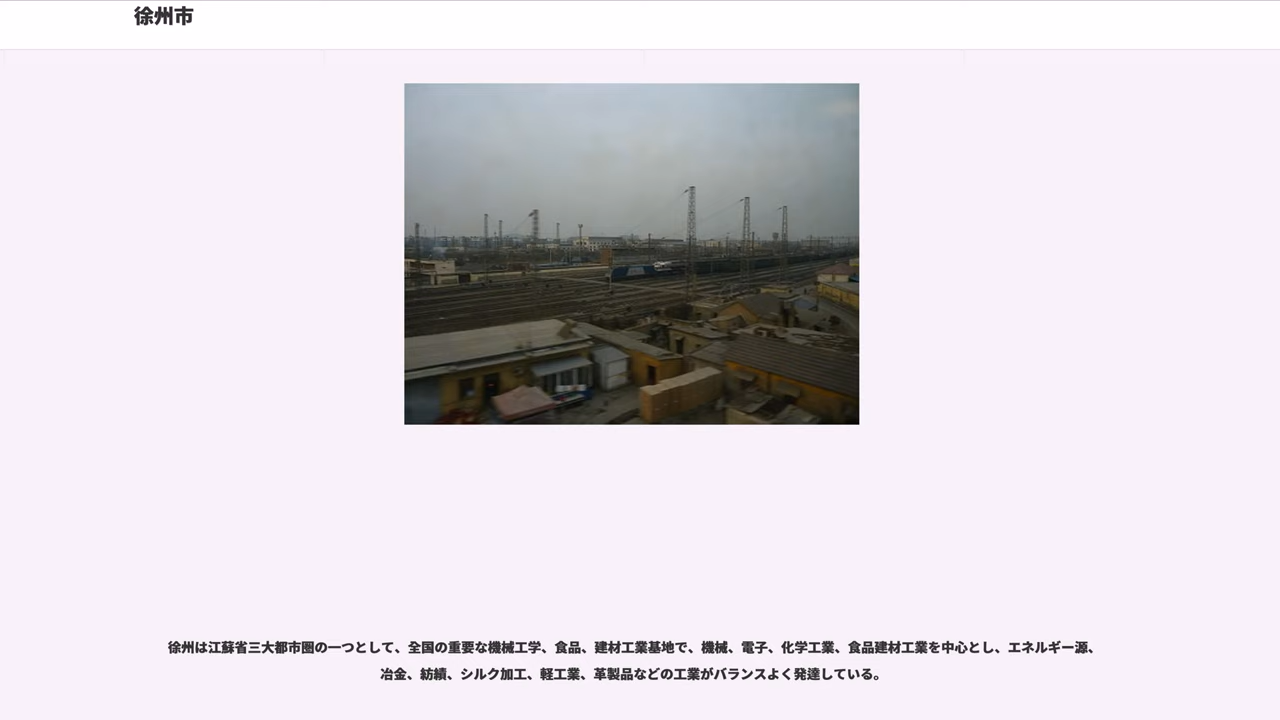 徐州市
徐州は江蘇省三大都市圏の一つとして、全国の重要な機械工学、食品、建材工業基地で、機械、電子、化学工業、食品建材工業を中心とし、エネルギー源、
冶金、紡績、シルク加工、軽工業、革製品などの工業がバランスよく発達している。